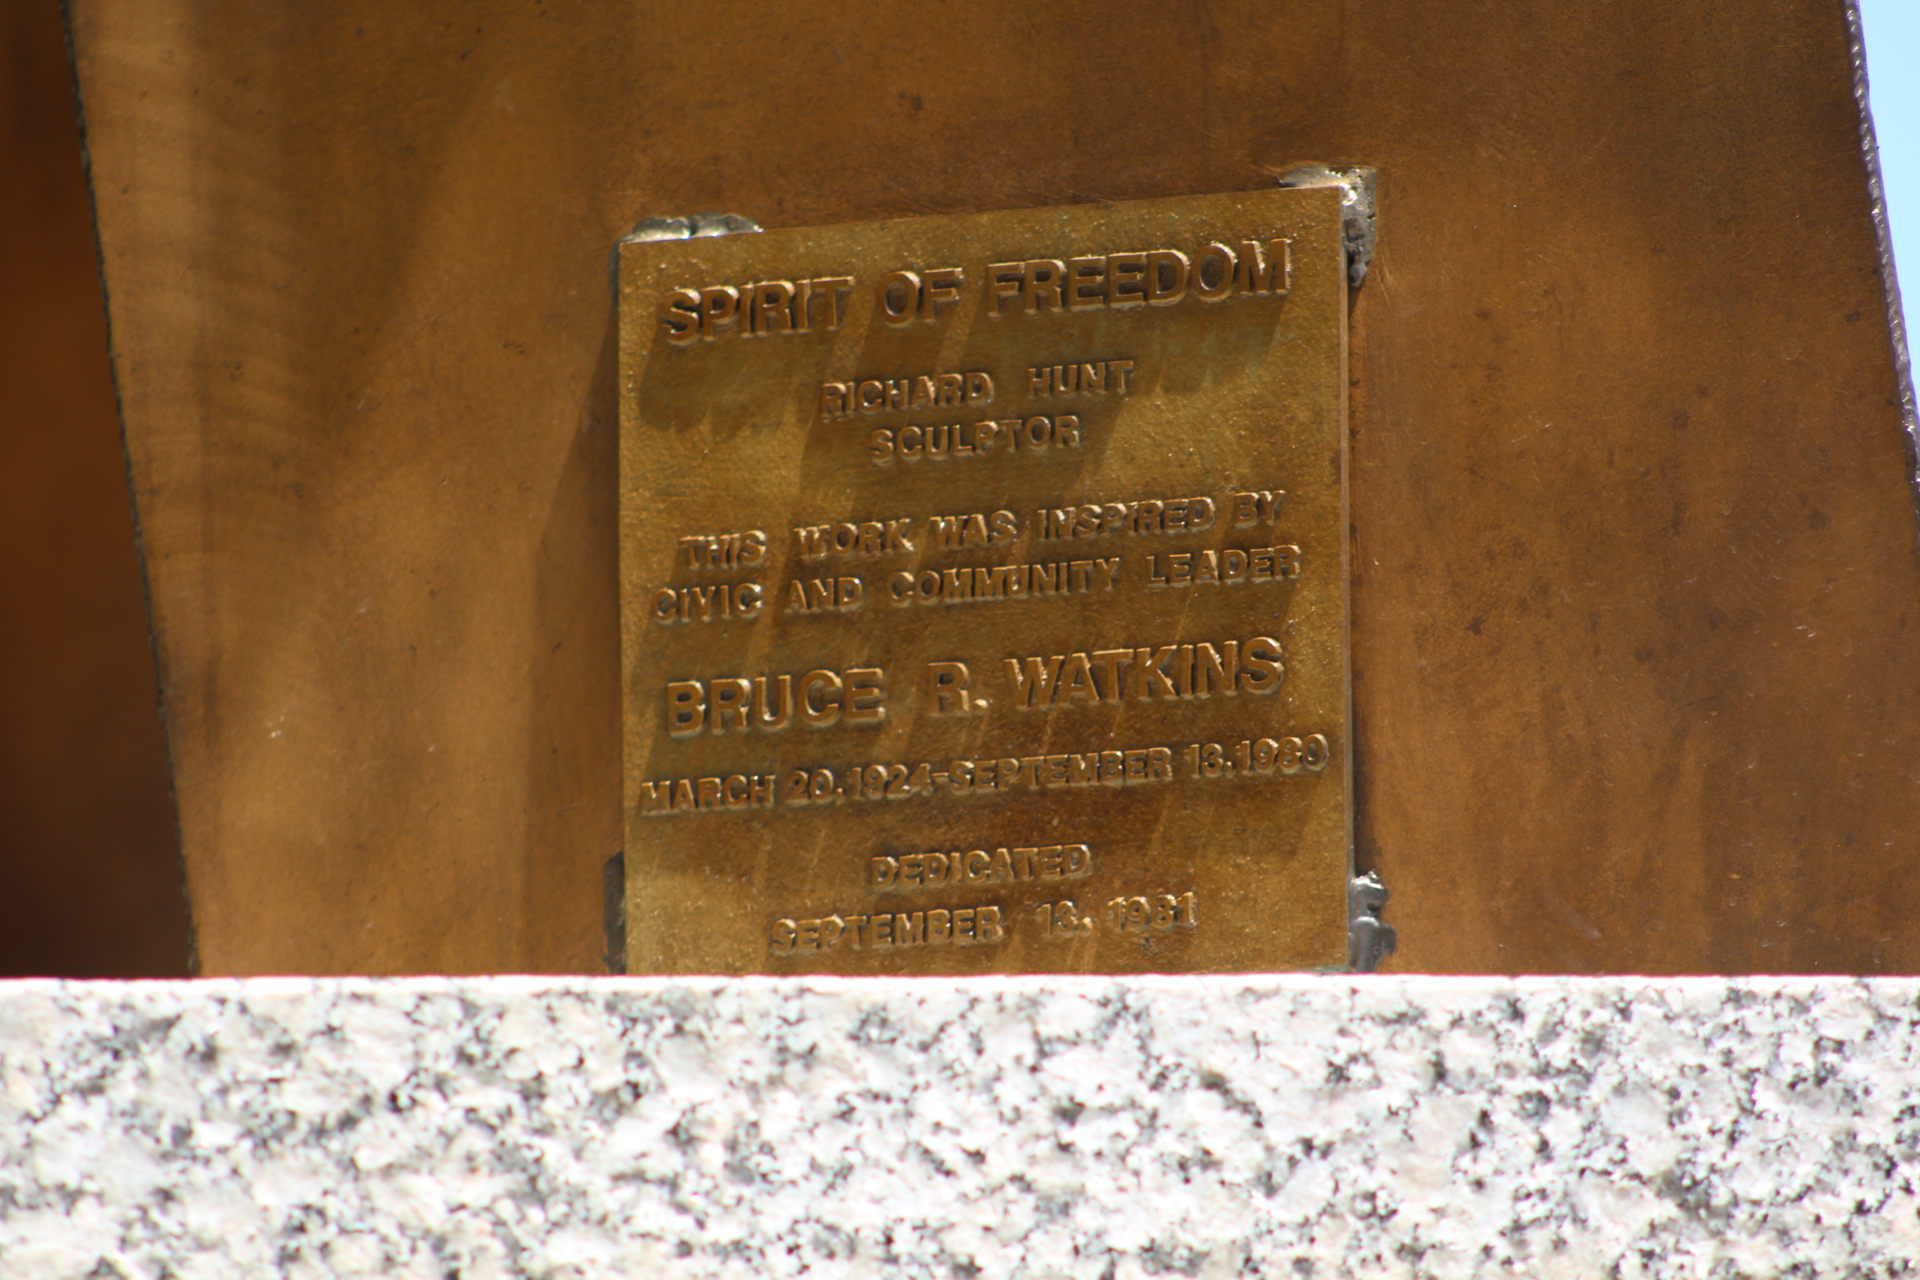 SPIRIT OF FREEDOM
RICHARD HUNT
SCULPTOR
THIS WORK WAS INSPIRED BY
CIVIC AND COMMUNITY LEADER
BRUCE R. WATKINS
MARCH 20.1924-SEPTEMBER 13.1980
DEDICATED
SEPTEMBER 13. 1981